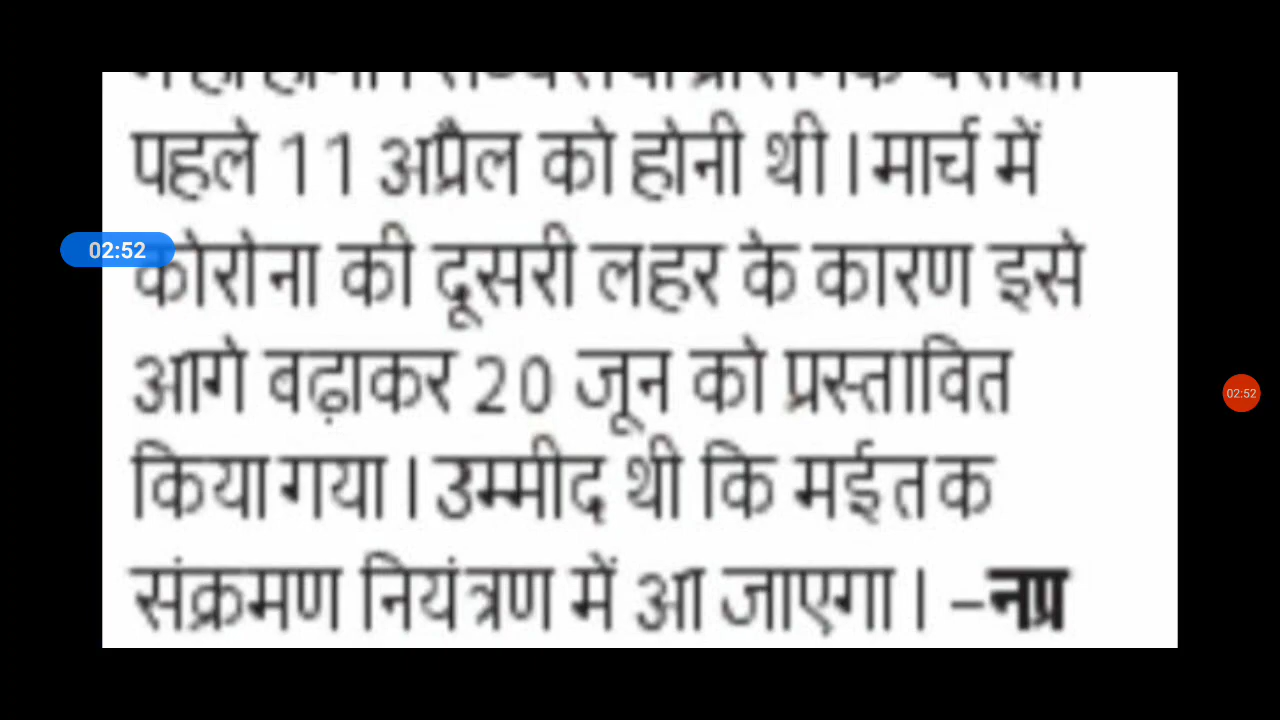 पहले 11 अप्रैल को होनी थी । मार्च में
02:52
कोरोना की दूसरी लहर के कारण इसे
आगे बढ़ाकर 20 जून को प्रस्तावित
02:52
किया गया । उम्मीद थी कि मई तक
संक्रमण नियंत्रण में आ जाएगा । –नप्र